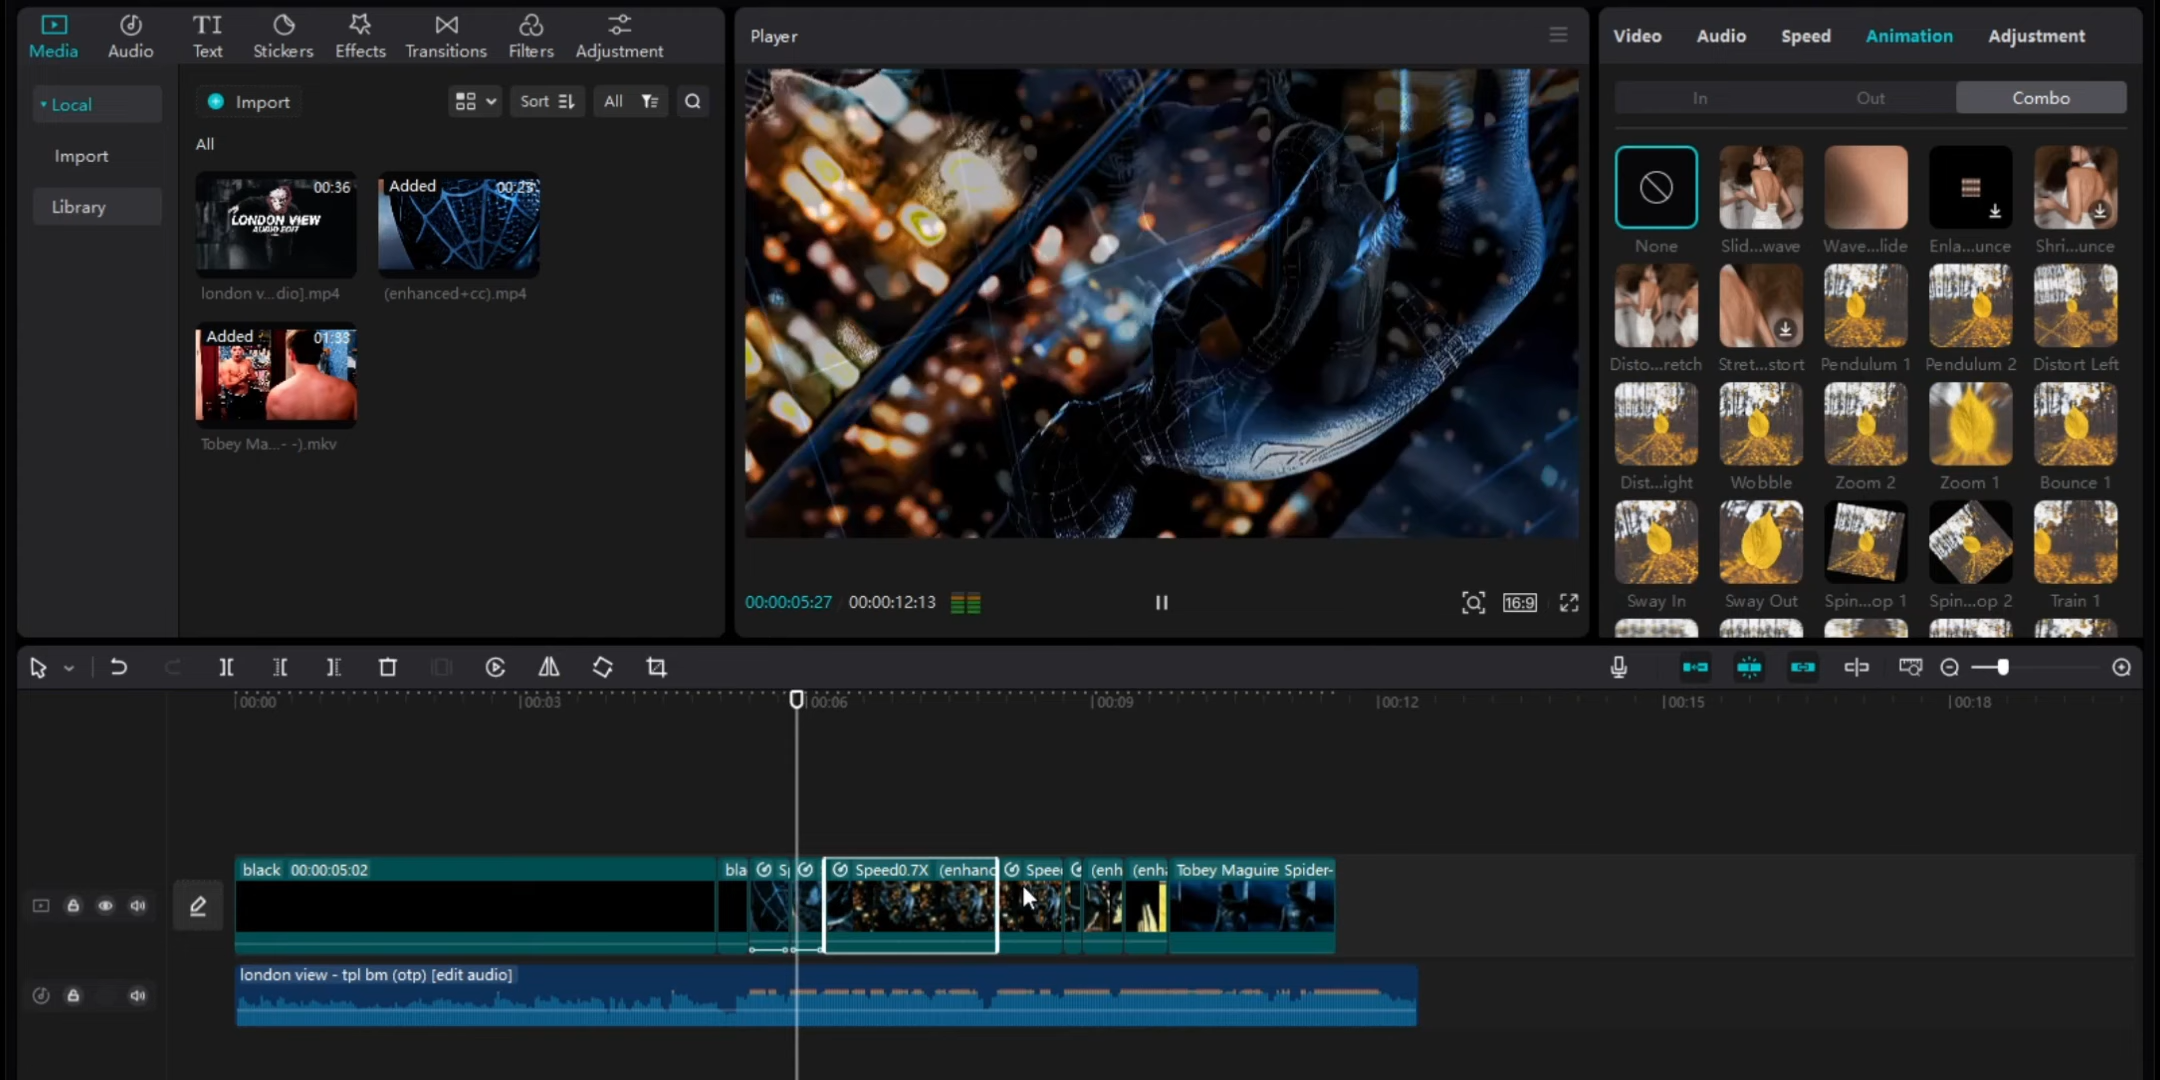 Media
Audio
TI
Text
Stickers
Effects
Transitions
Filters
Adjustment
Local
Import
Library
Import
Sort
All
All
00:36
LONDON VIEW
AUDIO EDIT
london v...dio].mp4
Added
00:23
(enhanced+cc).mp4
Added
01:33
Tobey Ma...- -).mkv
Player
00:00:05:27
00:00:12:13
16:9
Video
Audio
Speed
Animation
Adjustment
In
Out
Combo
None
Slid...wave
Wave...lide
Enla...unce
Shri...unce
Disto...retch
Stret...stort
Pendulum 1
Pendulum 2
Distort Left
Dist...ight
Wobble
Zoom 2
Zoom 1
Bounce 1
Sway In
Sway Out
Spin...op 1
Spin...op 2
Train 1
00:00
00:03
00:06
00:09
00:12
00:15
00:18
black 00:00:05:02
bla
Sp
Speed0.7X (enhanc
Speed
(enh
(enha
Tobey Maguire Spider-
london view - tpl bm (otp) [edit audio]